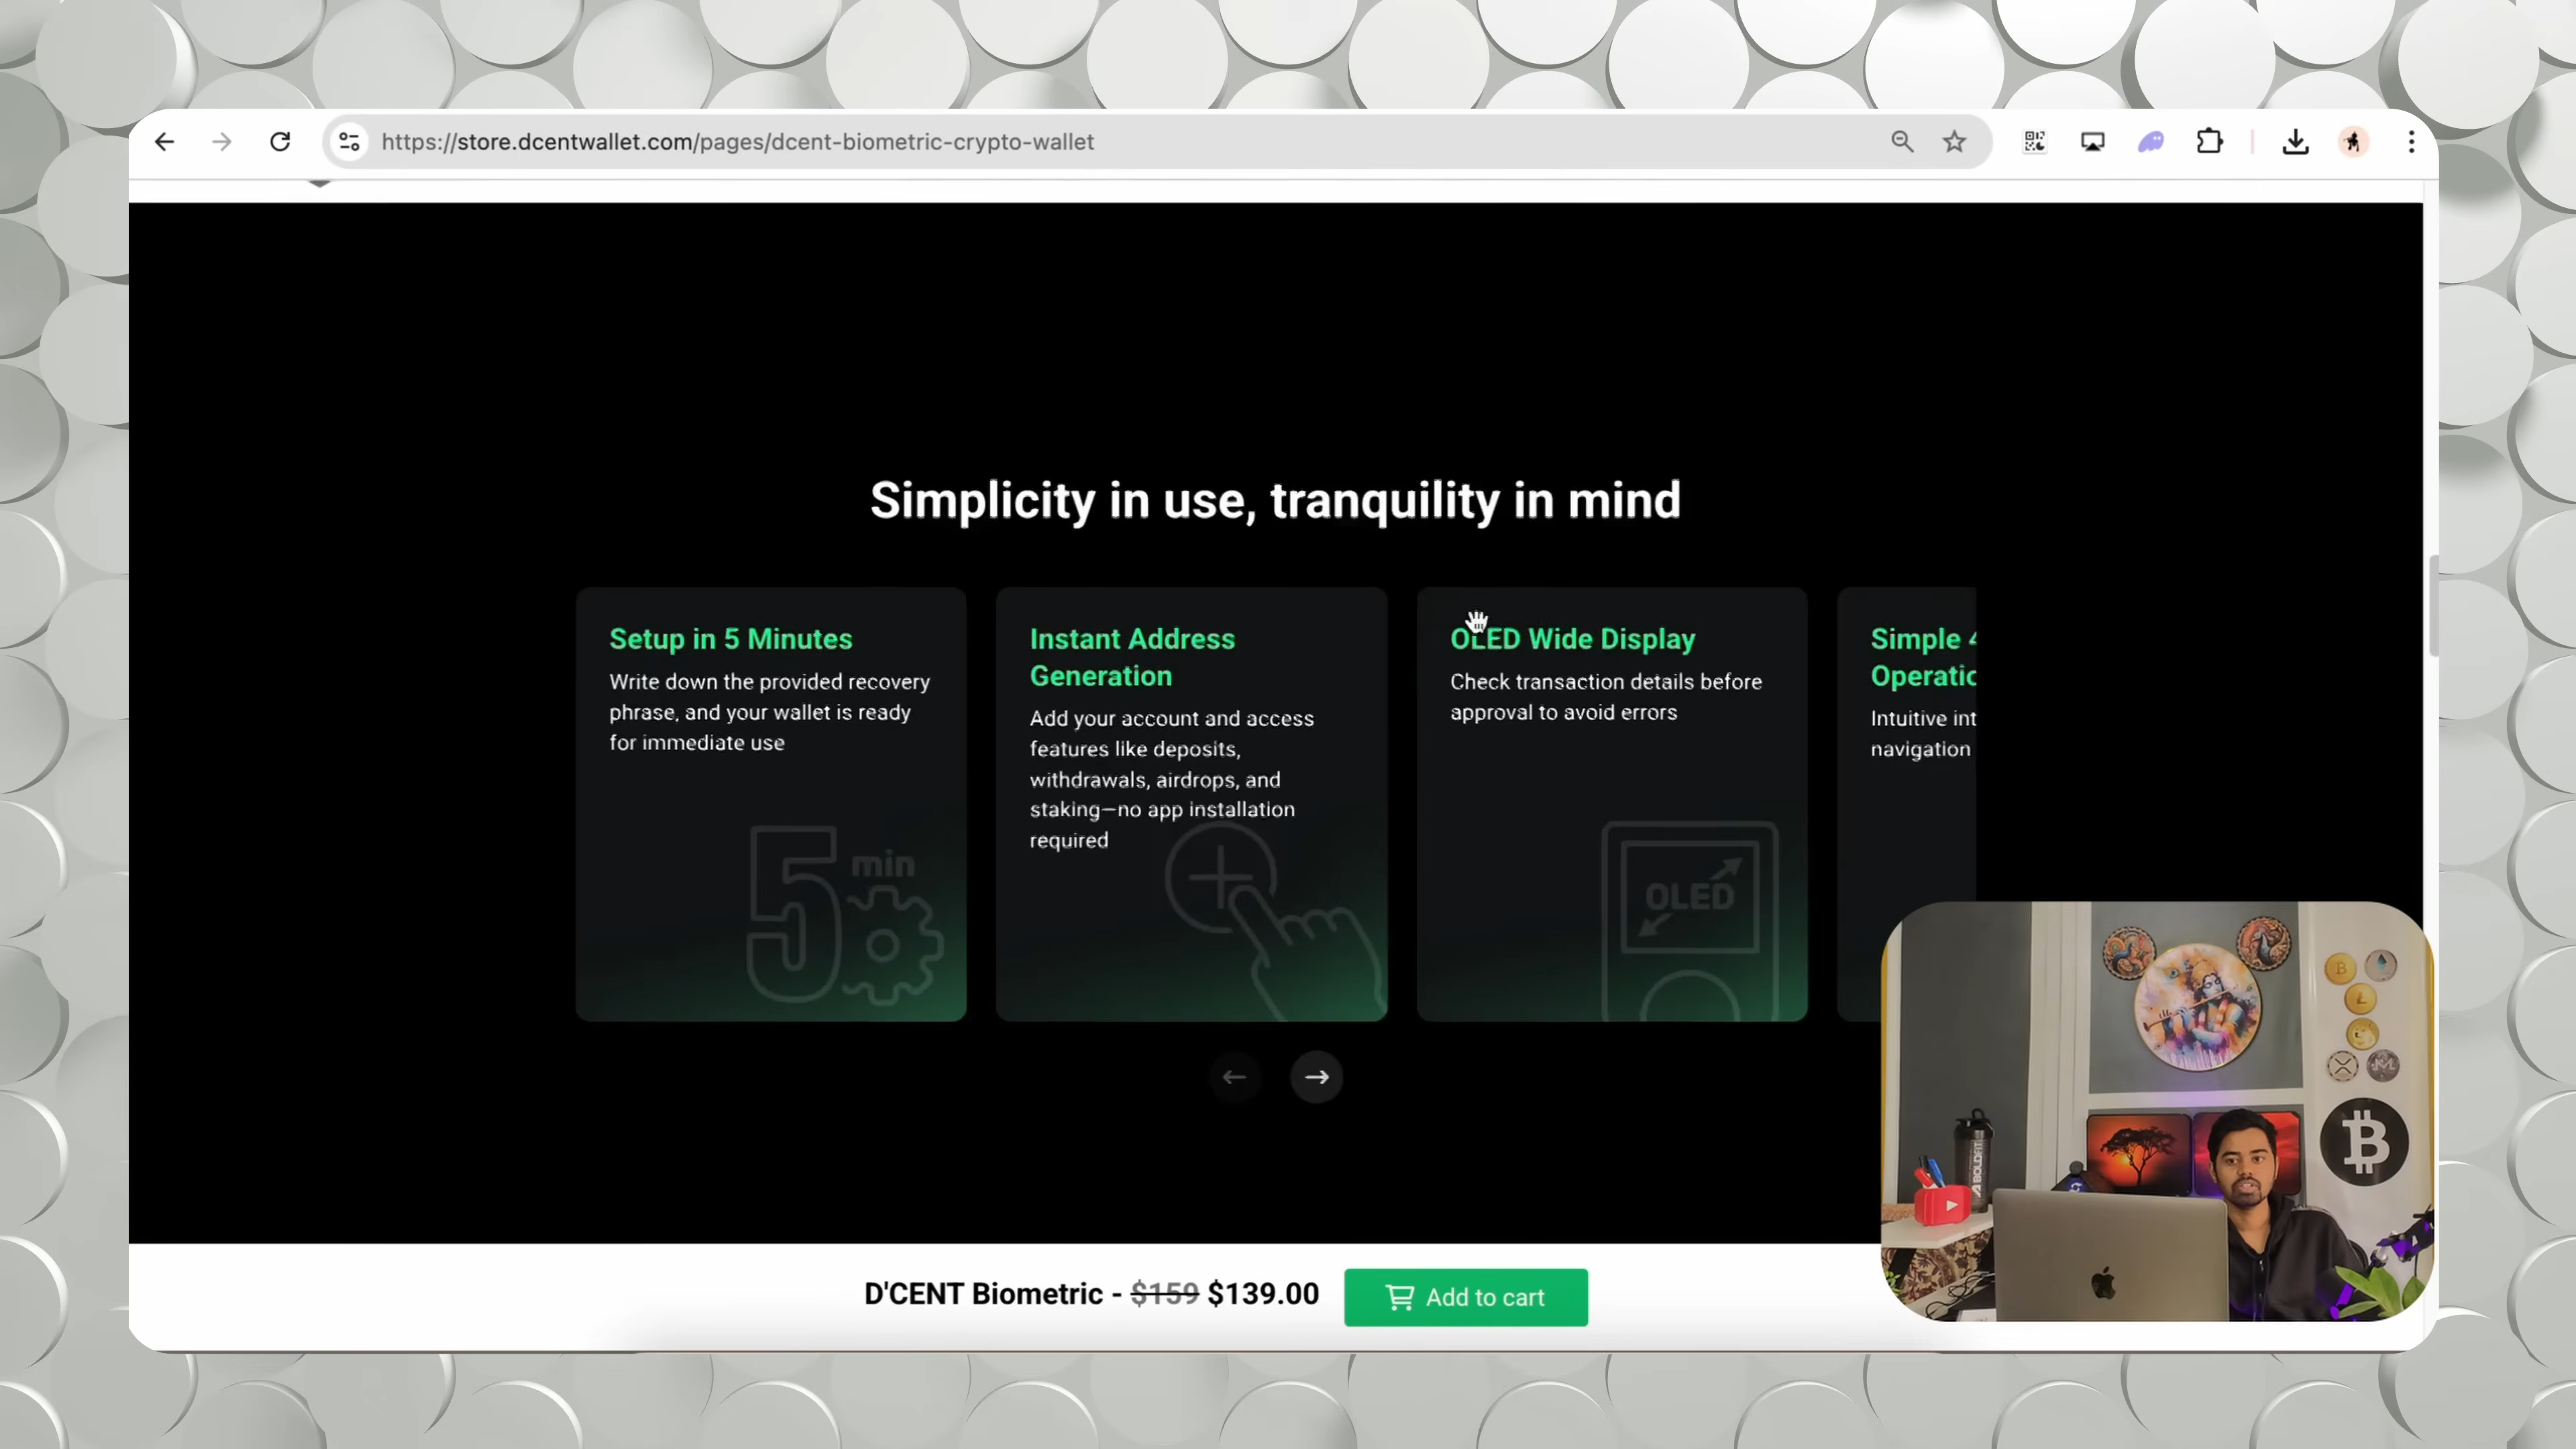 https://store.dcentwallet.com/pages/dcent-biometric-crypto-wallet
Simplicity in use, tranquility in mind
Setup in 5 Minutes
Write down the provided recovery
phrase, and your wallet is ready
for immediate use
5 min
Instant Address
Generation
Add your account and access
features like deposits,
withdrawals, airdrops, and
staking—no app installation
required
OLED Wide Display
Check transaction details before
approval to avoid errors
OLED
Simple
Intuitive
navigation
D'CENT Biometric - $159 $139.00
Add to cart
BOLDFIT